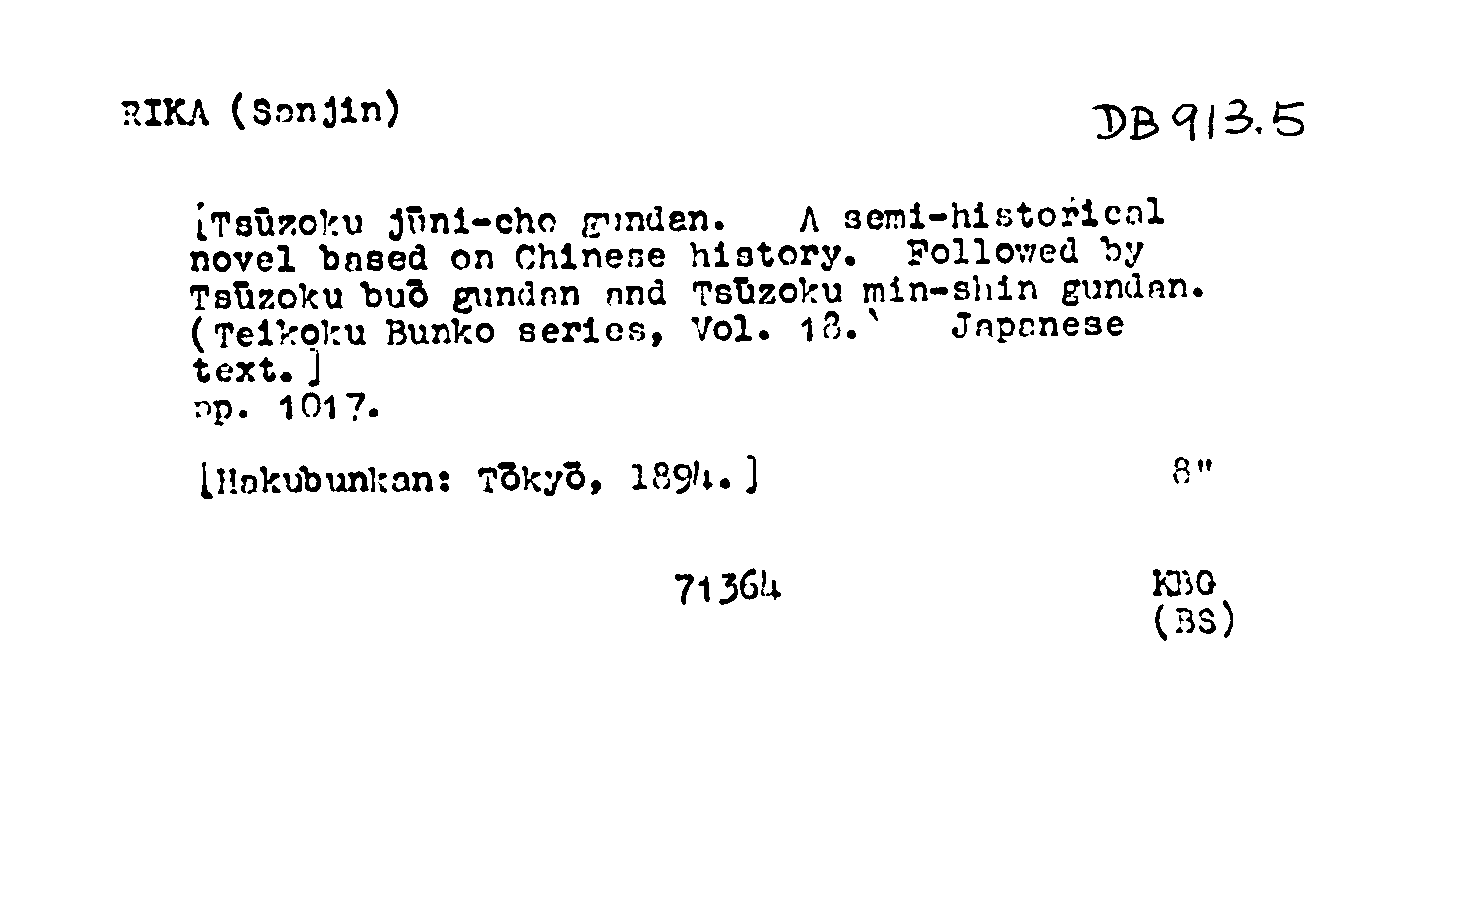 RIKA (Sanjin)
DB 913.5
[Tsūzoku jūni-cho gundan. A semi-historical
novel based on Chinese history. Followed by
Tsūzoku buō gundan and Tsūzoku min-shin gundan.
(Teikoku Bunko series, Vol. 18.) Japanese
text.]
pp. 1017.
[Hakubunkan: Tōkyō, 1894.]
8"
71364
KBG
(BS)